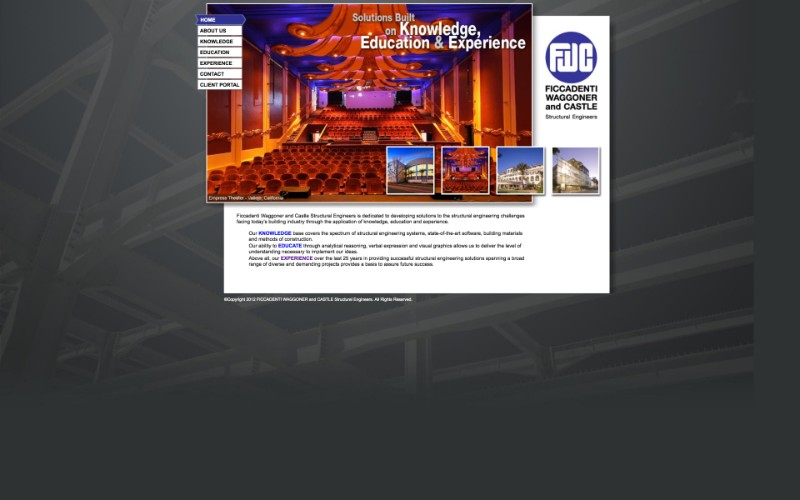 HOME
ABOUT US
KNOWLEDGE
EDUCATION
EXPERIENCE
CONTACT
CLIENT PORTAL
Solutions Built
on Knowledge,
Education & Experience
FWC
FICCADENTI
WAGGONER
and CASTLE
Structural Engineers
Empress Theatre - Vallejo, California
Ficcadenti Waggoner and Castle Structural Engineers is dedicated to developing solutions to the structural engineering challenges
facing today's building industry through the application of knowledge, education and experience.
Our KNOWLEDGE base covers the spectrum of structural engineering systems, state-of-the-art software, building materials
and methods of construction.
Our ability to EDUCATE through analytical reasoning, verbal expression and visual graphics allows us to deliver the level of
understanding necessary to implement our ideas.
Above all, our EXPERIENCE over the last 25 years in providing successful structural engineering solutions spanning a broad
range of diverse and demanding projects provides a basis to assure future success.
©Copyright 2012 FICCADENTI WAGGONER and CASTLE Structural Engineers. All Rights Reserved.